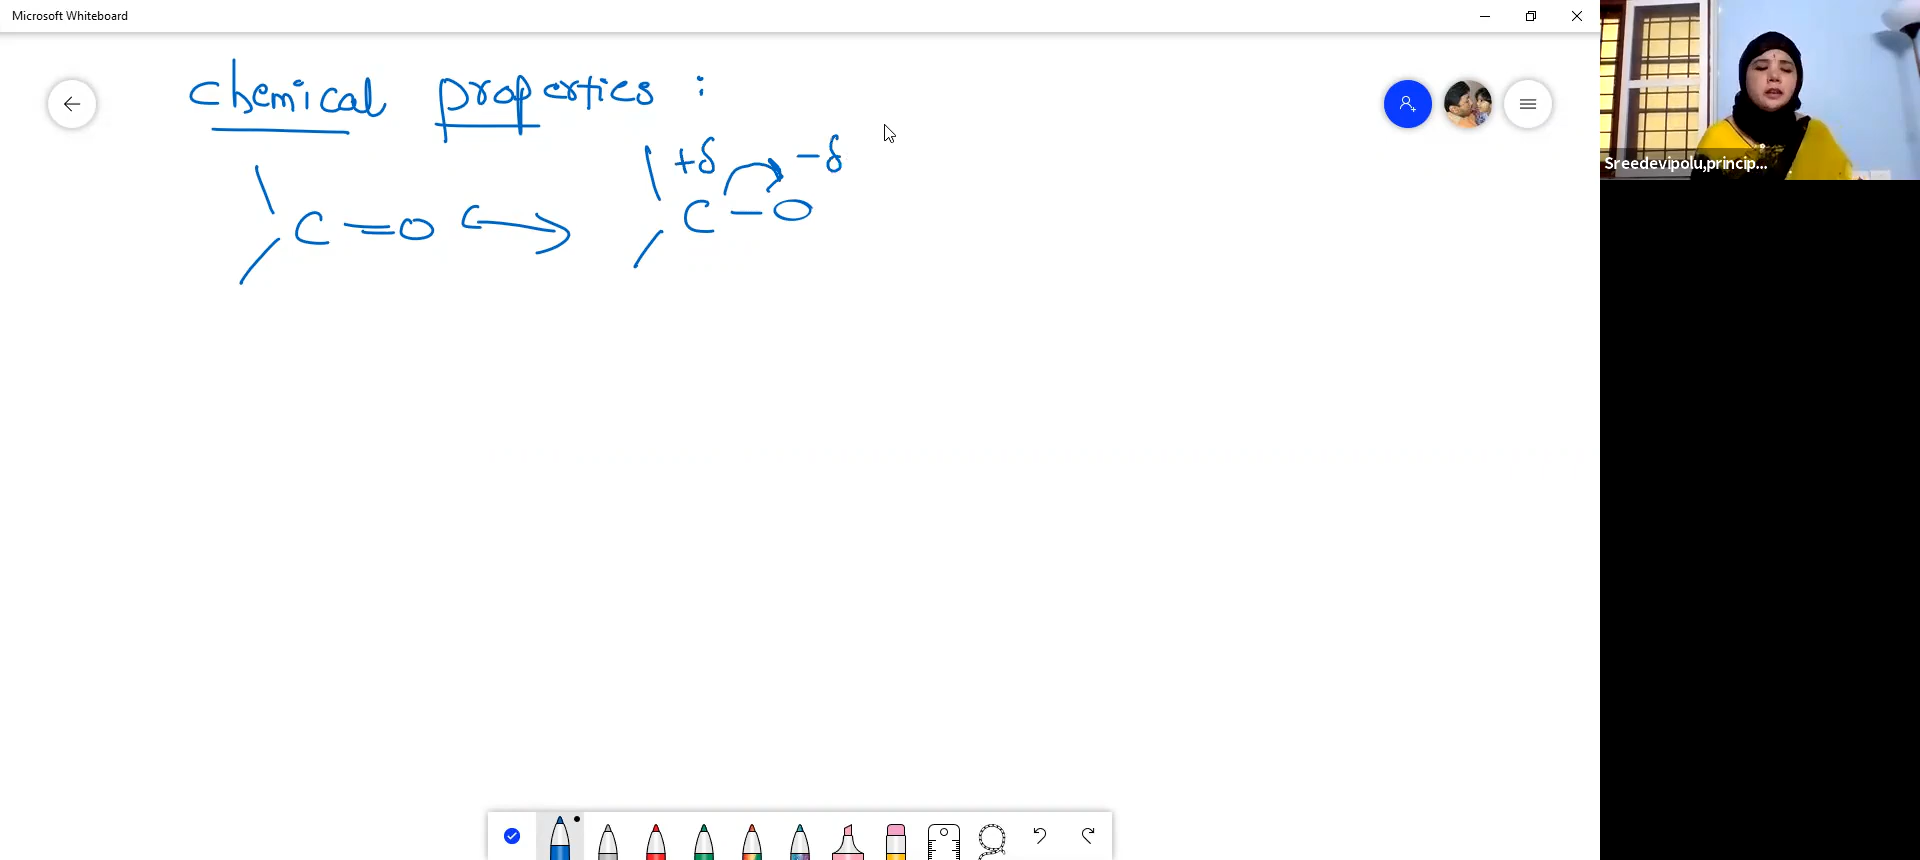 Microsoft Whiteboard
chemical properties :
+δ -δ
C = O ⟷ C - O
Sreedevipolu,princip...